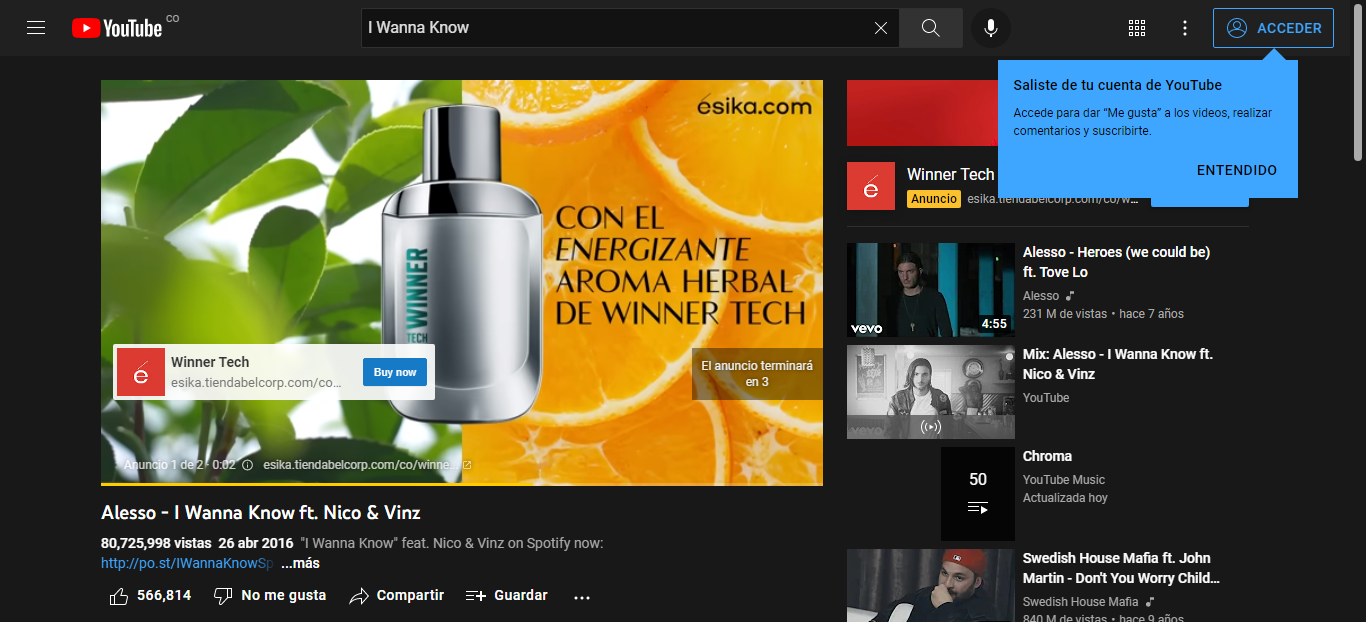 YouTube CO
I Wanna Know
ACCEDER
Saliste de tu cuenta de YouTube
Accede para dar “Me gusta” a los videos, realizar
comentarios y suscribirte.
ENTENDIDO
ésika.com
CON EL
ENERGIZANTE
AROMA HERBAL
DE WINNER TECH
WINNER
TECH
é
Winner Tech
esika.tiendabelcorp.com/co...
Buy now
El anuncio terminará
en 3
Anuncio 1 de 2 · 0:02
esika.tiendabelcorp.com/co/winne...
Alesso - I Wanna Know ft. Nico & Vinz
80,725,998 vistas 26 abr 2016 "I Wanna Know" feat. Nico & Vinz on Spotify now:
http://po.st/IWannaKnowSp ...más
566,814
No me gusta
Compartir
Guardar
é
Winner Tech
Anuncio esika.tiendabelcorp.com/co/w...
vevo
4:55
Alesso - Heroes (we could be)
ft. Tove Lo
Alesso
231 M de vistas • hace 7 años
vevo
Mix: Alesso - I Wanna Know ft.
Nico & Vinz
YouTube
50
Chroma
YouTube Music
Actualizada hoy
Swedish House Mafia ft. John
Martin - Don't You Worry Child...
Swedish House Mafia
840 M de vistas • hace 9 años